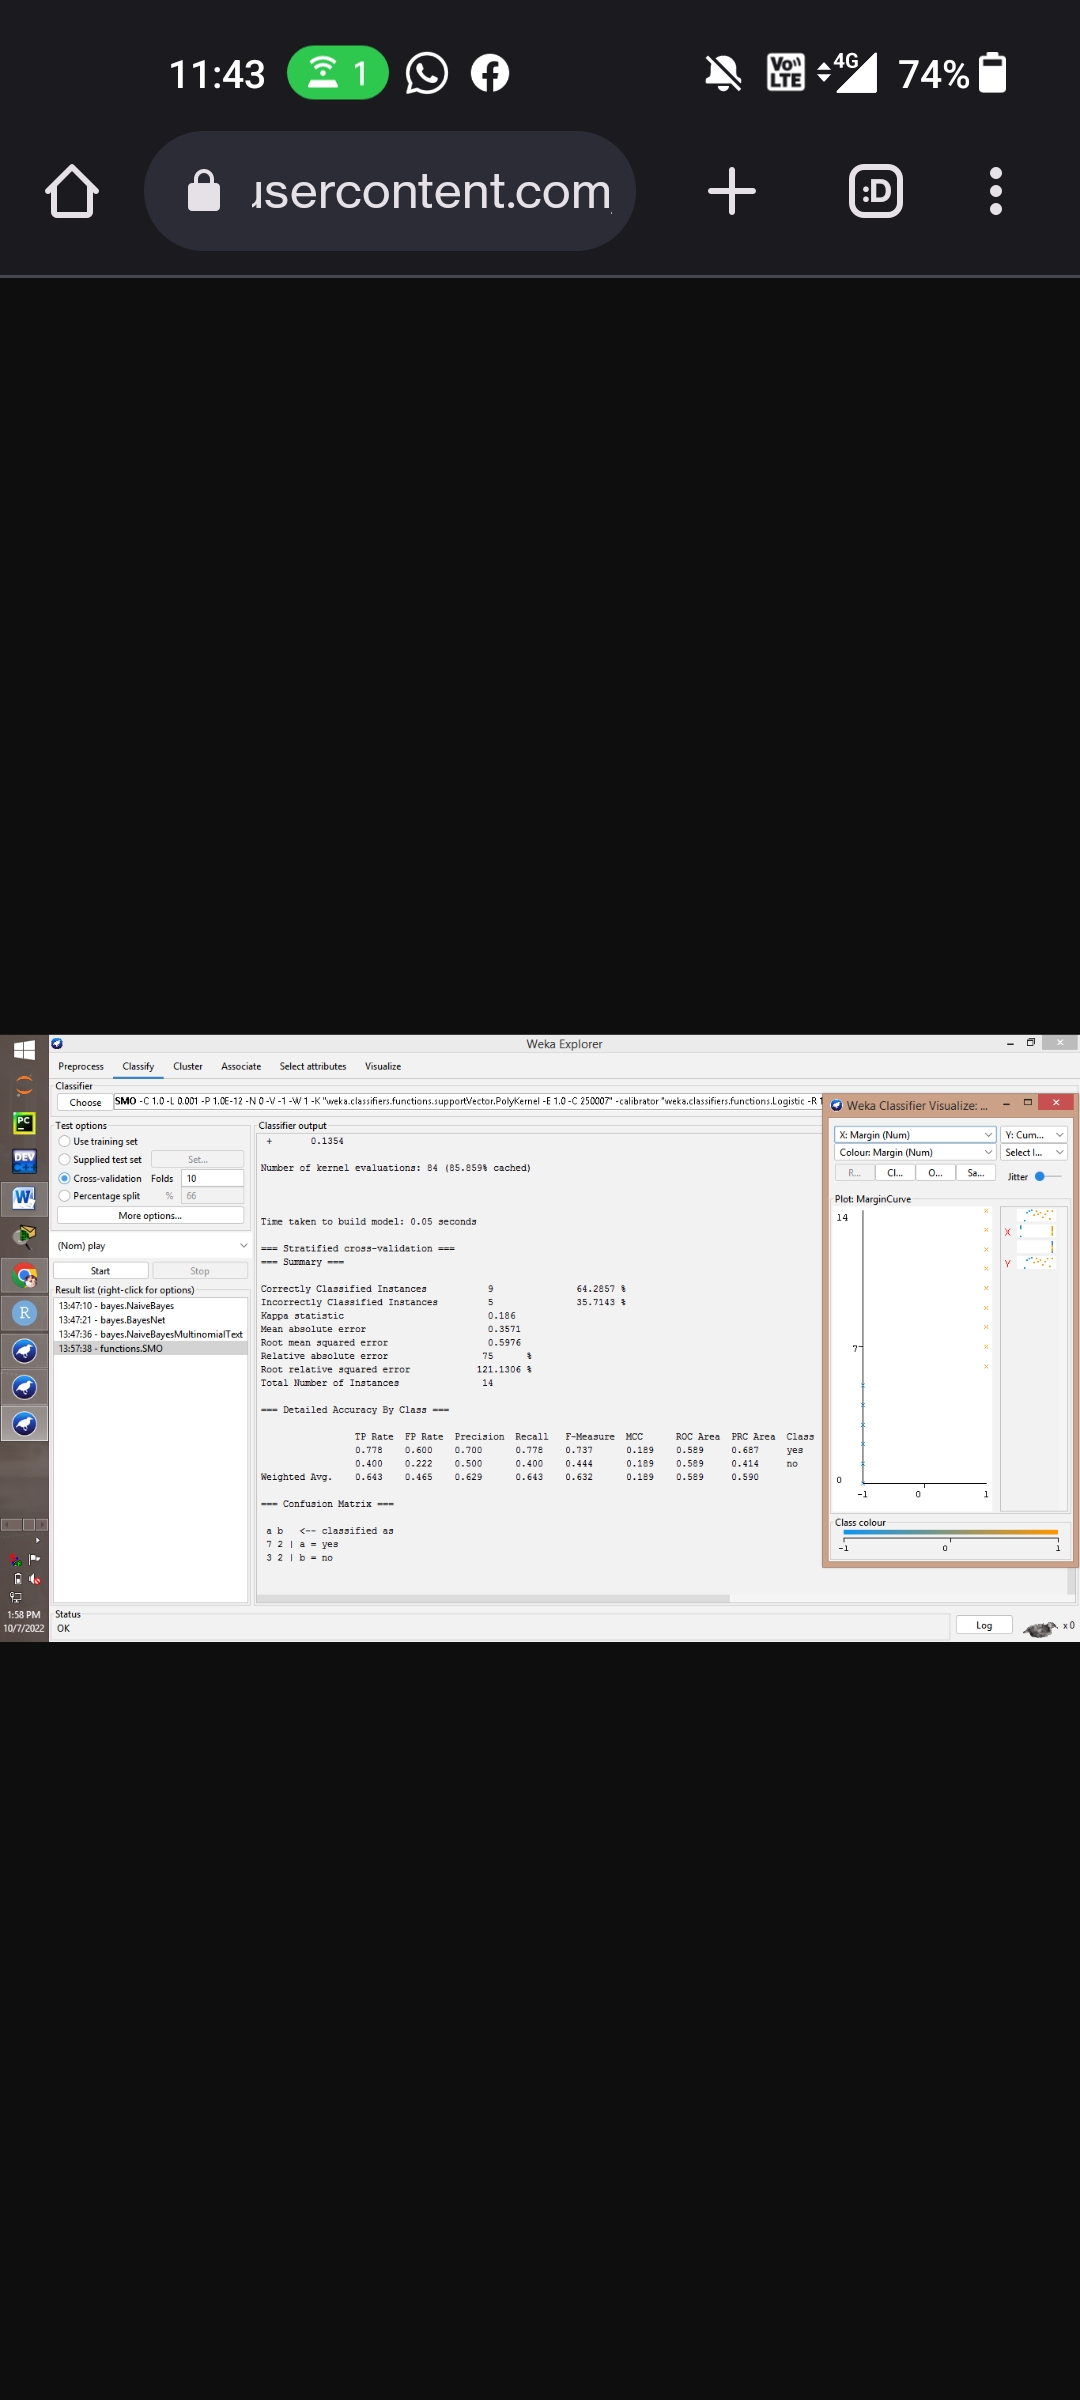 11:43
1
Vo))
LTE
4G
74%
usercontent.com
:D
Weka Explorer
Preprocess
Classify
Cluster
Associate
Select attributes
Visualize
Classifier
Choose
SMO -C 1.0 -L 0.001 -P 1.0E-12 -N 0 -V -1 -W 1 -K "weka.classifiers.functions.supportVector.PolyKernel -E 1.0 -C 250007" -calibrator "weka.classifiers.functions.Logistic -R 1
Test options
Use training set
Supplied test set
Set...
Cross-validation Folds 10
Percentage split % 66
More options...
(Nom) play
Start
Stop
Result list (right-click for options)
13:47:10 - bayes.NaiveBayes
13:47:21 - bayes.BayesNet
13:47:36 - bayes.NaiveBayesMultinomialText
13:57:38 - functions.SMO
Classifier output
+ 0.1354
Number of kernel evaluations: 84 (85.859% cached)
Time taken to build model: 0.05 seconds
=== Stratified cross-validation ===
=== Summary ===
Correctly Classified Instances 9 64.2857 %
Incorrectly Classified Instances 5 35.7143 %
Kappa statistic 0.186
Mean absolute error 0.3571
Root mean squared error 0.5976
Relative absolute error 75 %
Root relative squared error 121.1306 %
Total Number of Instances 14
=== Detailed Accuracy By Class ===
TP Rate FP Rate Precision Recall F-Measure MCC ROC Area PRC Area Class
0.778 0.600 0.700 0.778 0.737 0.189 0.589 0.687 yes
0.400 0.222 0.500 0.400 0.444 0.189 0.589 0.414 no
Weighted Avg. 0.643 0.465 0.629 0.643 0.632 0.189 0.589 0.590
=== Confusion Matrix ===
a b <-- classified as
7 2 | a = yes
3 2 | b = no
Weka Classifier Visualize: ...
X: Margin (Num)
Y: Cum...
Colour: Margin (Num)
Select I...
R...
Cl...
O...
Sa...
Jitter
Plot: MarginCurve
14
7
0
-1
0
1
X
Y
Class colour
-1
0
1
PC
DEV
C++
W
R
1:58 PM
10/7/2022
Status
OK
Log
x 0